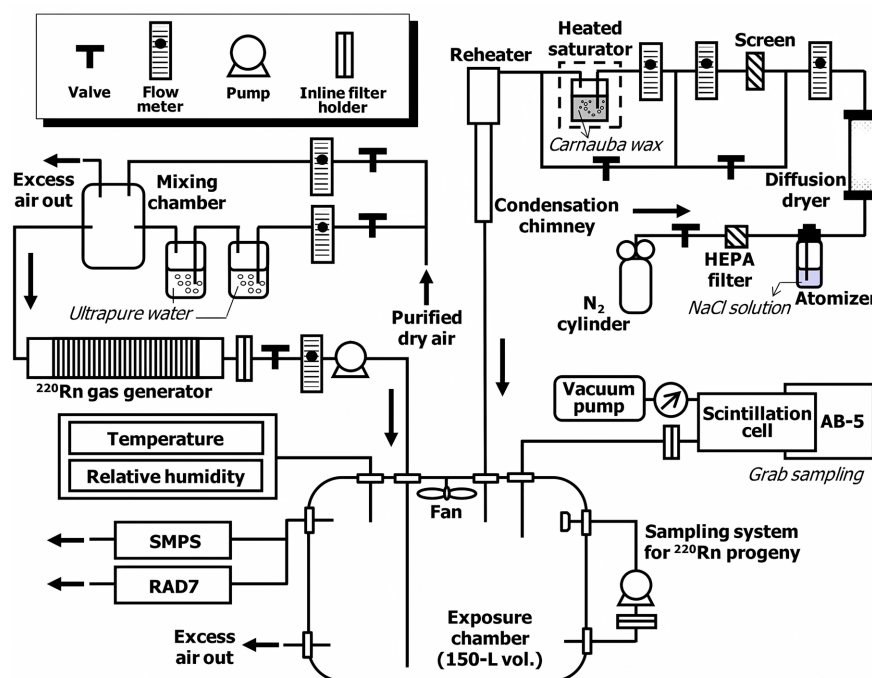 Valve
Flow
meter
Pump
Inline filter
holder
Reheater
Heated
saturator
Screen
Carnauba wax
Diffusion
dryer
Excess
air out
Mixing
chamber
Condensation
chimney
HEPA
filter
N₂
cylinder
NaCl solution
Atomizer
Ultrapure water
Purified
dry air
²²⁰Rn gas generator
Vacuum
pump
Scintillation
cell
AB-5
Grab sampling
Temperature
Relative humidity
Fan
SMPS
RAD7
Sampling system
for ²²⁰Rn progeny
Excess
air out
Exposure
chamber
(150-L vol.)